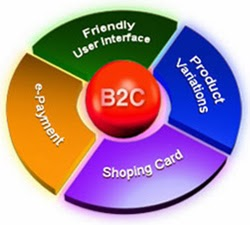 Friendly
User Interface
Product
Variations
B2C
e-Payment
Shoping Card